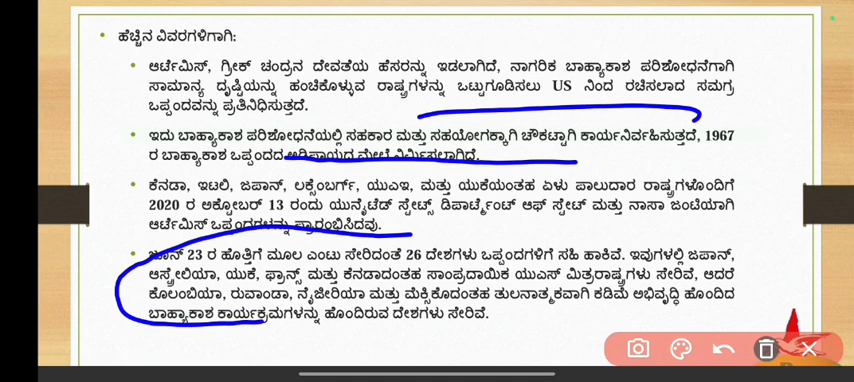 ಹೆಚ್ಚಿನ ವಿವರಗಳಿಗಾಗಿ:
ಆರ್ಟೆಮಿಸ್, ಗ್ರೀಕ್ ಚಂದ್ರನ ದೇವತೆಯ ಹೆಸರನ್ನು ಇಡಲಾಗಿದೆ, ನಾಗರಿಕ ಬಾಹ್ಯಾಕಾಶ ಪರಿಶೋಧನೆಗಾಗಿ
ಸಾಮಾನ್ಯ ದೃಷ್ಟಿಯನ್ನು ಹಂಚಿಕೊಳ್ಳುವ ರಾಷ್ಟ್ರಗಳನ್ನು ಒಟ್ಟುಗೂಡಿಸಲು US ನಿಂದ ರಚಿಸಲಾದ ಸಮಗ್ರ
ಒಪ್ಪಂದವನ್ನು ಪ್ರತಿನಿಧಿಸುತ್ತದೆ.
ಇದು ಬಾಹ್ಯಾಕಾಶ ಪರಿಶೋಧನೆಯಲ್ಲಿ ಸಹಕಾರ ಮತ್ತು ಸಹಯೋಗಕ್ಕಾಗಿ ಚೌಕಟ್ಟಾಗಿ ಕಾರ್ಯನಿರ್ವಹಿಸುತ್ತದೆ, 1967
ರ ಬಾಹ್ಯಾಕಾಶ ಒಪ್ಪಂದದ ಅಡಿಪಾಯದ ಮೇಲೆ ನಿರ್ಮಿಸಲಾಗಿದೆ.
ಕೆನಡಾ, ಇಟಲಿ, ಜಪಾನ್, ಲಕ್ಸೆಂಬರ್ಗ್, ಯುಎಇ, ಮತ್ತು ಯುಕೆಯಂತಹ ಏಳು ಪಾಲುದಾರ ರಾಷ್ಟ್ರಗಳೊಂದಿಗೆ
2020 ರ ಅಕ್ಟೋಬರ್ 13 ರಂದು ಯುನೈಟೆಡ್ ಸ್ಟೇಟ್ಸ್ ಡಿಪಾರ್ಟ್ಮೆಂಟ್ ಆಫ್ ಸ್ಟೇಟ್ ಮತ್ತು ನಾಸಾ ಜಂಟಿಯಾಗಿ
ಆರ್ಟೆಮಿಸ್ ಒಪ್ಪಂದಗಳನ್ನು ಪ್ರಾರಂಭಿಸಿದವು.
ಜೂನ್ 23 ರ ಹೊತ್ತಿಗೆ ಮೂಲ ಎಂಟು ಸೇರಿದಂತೆ 26 ದೇಶಗಳು ಒಪ್ಪಂದಗಳಿಗೆ ಸಹಿ ಹಾಕಿವೆ. ಇವುಗಳಲ್ಲಿ ಜಪಾನ್,
ಆಸ್ಟ್ರೇಲಿಯಾ, ಯುಕೆ, ಫ್ರಾನ್ಸ್ ಮತ್ತು ಕೆನಡಾದಂತಹ ಸಾಂಪ್ರದಾಯಿಕ ಯುಎಸ್ ಮಿತ್ರರಾಷ್ಟ್ರಗಳು ಸೇರಿವೆ, ಆದರೆ
ಕೊಲಂಬಿಯಾ, ರುವಾಂಡಾ, ನೈಜೀರಿಯಾ ಮತ್ತು ಮೆಕ್ಸಿಕೊದಂತಹ ತುಲನಾತ್ಮಕವಾಗಿ ಕಡಿಮೆ ಅಭಿವೃದ್ಧಿ ಹೊಂದಿದ
ಬಾಹ್ಯಾಕಾಶ ಕಾರ್ಯಕ್ರಮಗಳನ್ನು ಹೊಂದಿರುವ ದೇಶಗಳು ಸೇರಿವೆ.